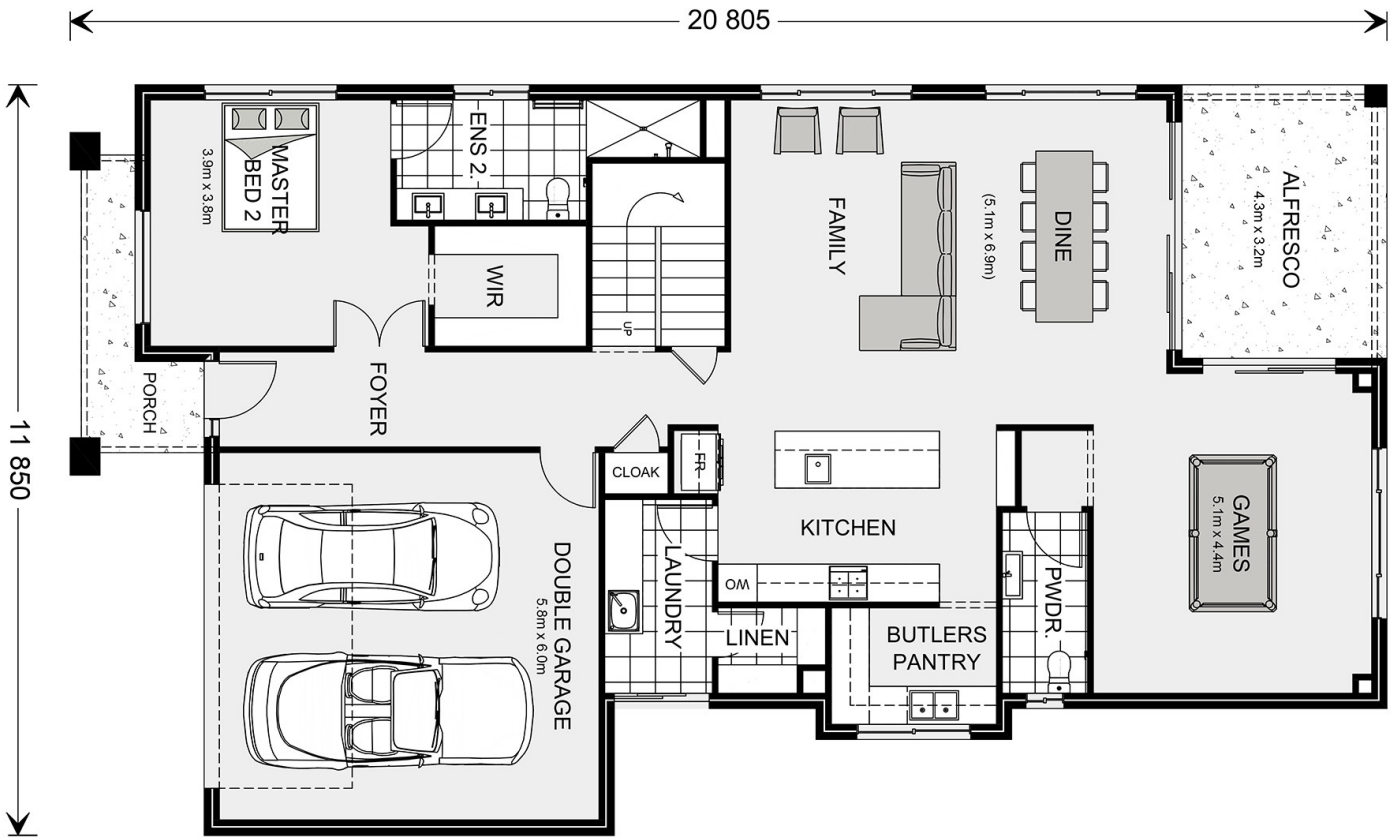 20 805
11 850
MASTER
BED 2
3.9m x 3.8m
ENS 2.
WIR
UP
FAMILY
(5.1m x 6.9m)
DINE
ALFRESCO
4.3m x 3.2m
PORCH
FOYER
CLOAK
FR
KITCHEN
GAMES
5.1m x 4.4m
DOUBLE GARAGE
5.8m x 6.0m
LAUNDRY
OW
LINEN
BUTLERS
PANTRY
PWDR.